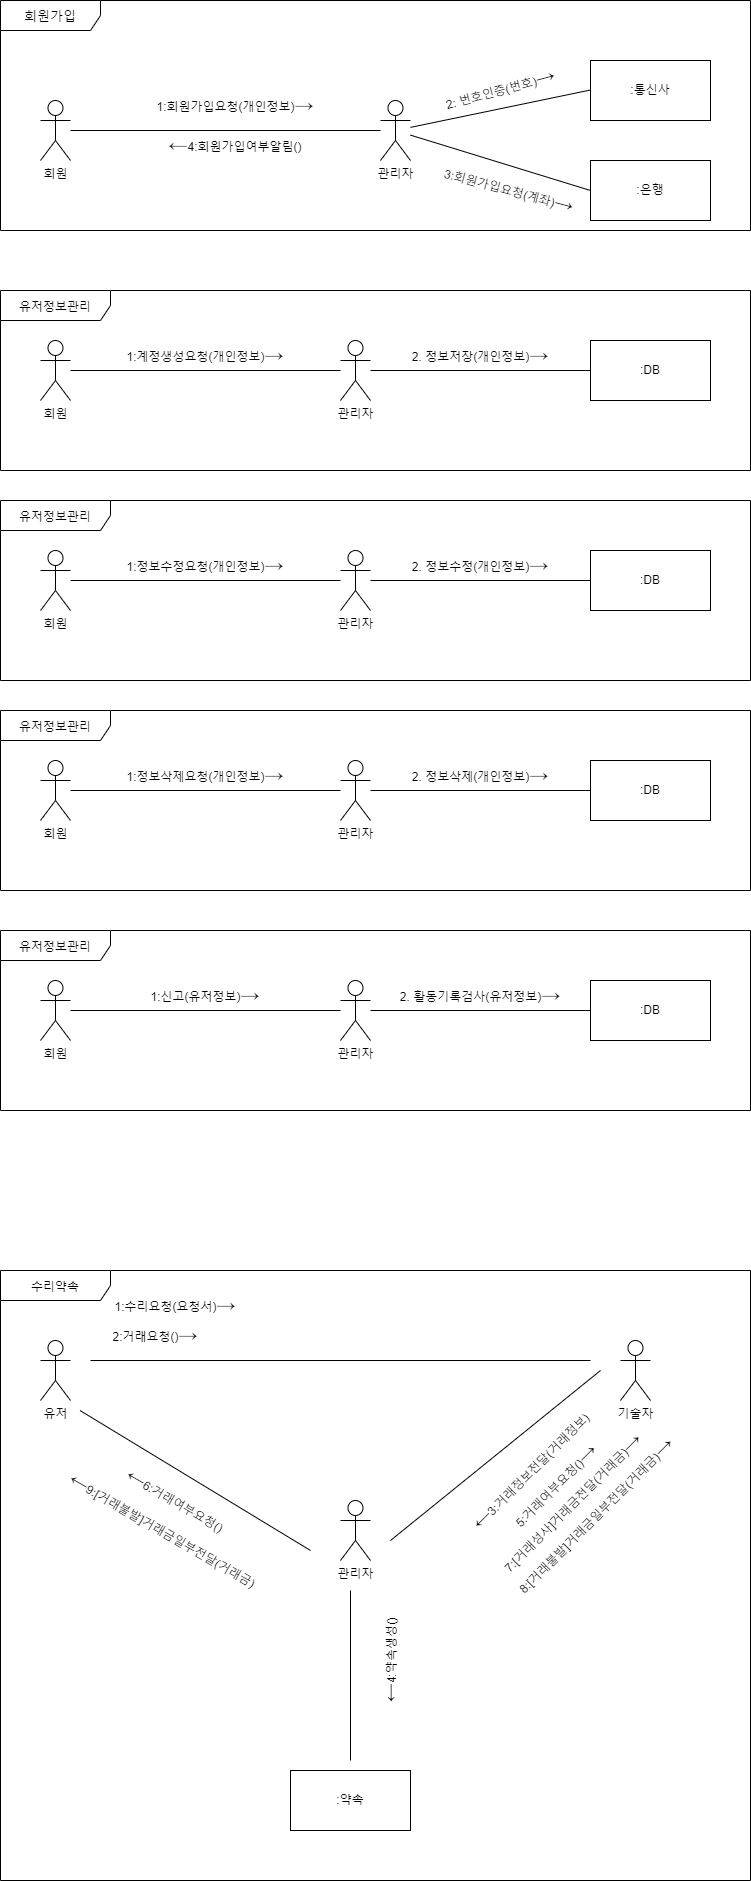 회원가입
1:회원가입요청(개인정보)→
←4:회원가입여부알림()
2: 번호인증(번호)→
3:회원가입요청(계좌)→
회원
관리자
:통신사
:은행
유저정보관리
1:계정생성요청(개인정보)→
2. 정보저장(개인정보)→
:DB
회원
관리자
유저정보관리
1:정보수정요청(개인정보)→
2. 정보수정(개인정보)→
:DB
회원
관리자
유저정보관리
1:정보삭제요청(개인정보)→
2. 정보삭제(개인정보)→
:DB
회원
관리자
유저정보관리
1:신고(유저정보)→
2. 활동기록검사(유저정보)→
:DB
회원
관리자
수리약속
1:수리요청(요청서)→
2:거래요청()→
유저
기술자
←3:거래정보전달(거래정보)
5:거래여부요청()→
7:[거래성사]거래금전달(거래금)→
8:[거래불발]거래금일부전달(거래금)→
←6:거래여부요청()
←9:[거래불발]거래금일부전달(거래금)
관리자
←4:약속생성()
:약속